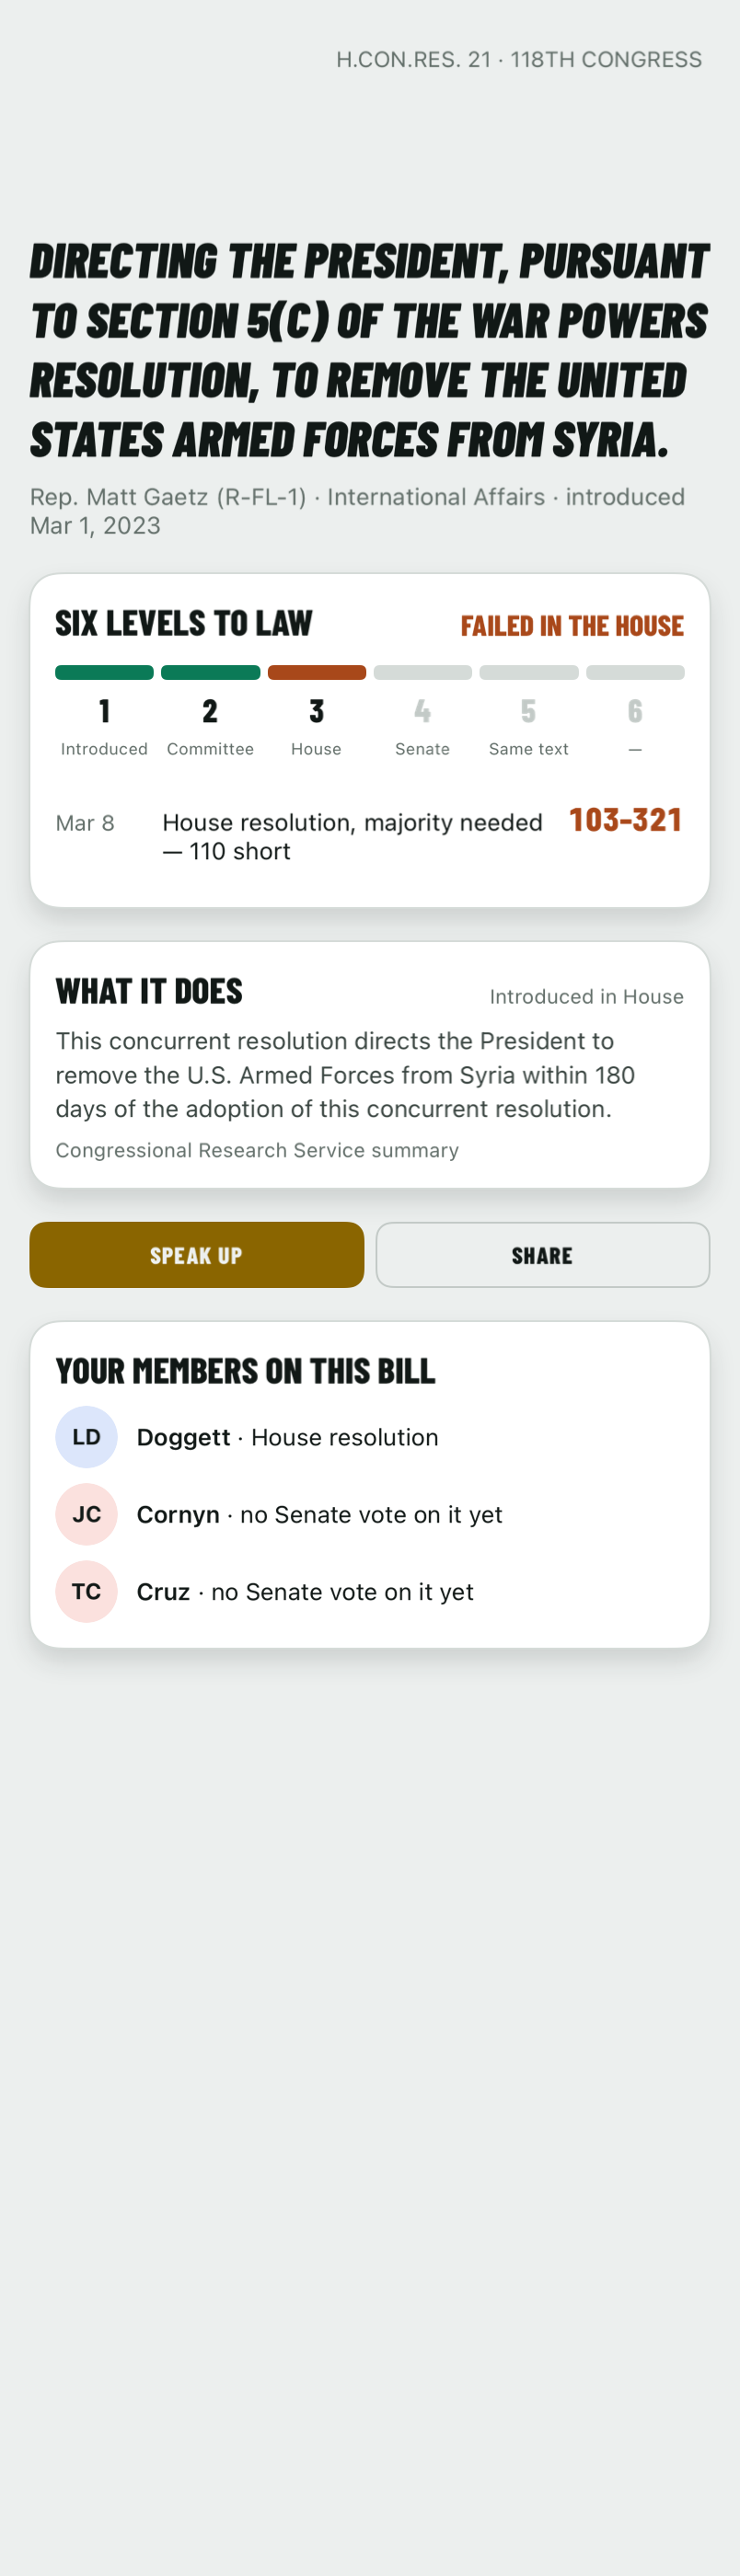 H.CON.RES. 21 · 118TH CONGRESS
DIRECTING THE PRESIDENT, PURSUANT
TO SECTION 5(C) OF THE WAR POWERS
RESOLUTION, TO REMOVE THE UNITED
STATES ARMED FORCES FROM SYRIA.
Rep. Matt Gaetz (R-FL-1) · International Affairs · introduced
Mar 1, 2023
SIX LEVELS TO LAW
FAILED IN THE HOUSE
1 2 3 4 5 6
Introduced Committee House Senate Same text —
Mar 8 House resolution, majority needed 103–321
— 110 short
WHAT IT DOES
Introduced in House
This concurrent resolution directs the President to
remove the U.S. Armed Forces from Syria within 180
days of the adoption of this concurrent resolution.
Congressional Research Service summary
SPEAK UP
SHARE
YOUR MEMBERS ON THIS BILL
LD Doggett · House resolution
JC Cornyn · no Senate vote on it yet
TC Cruz · no Senate vote on it yet